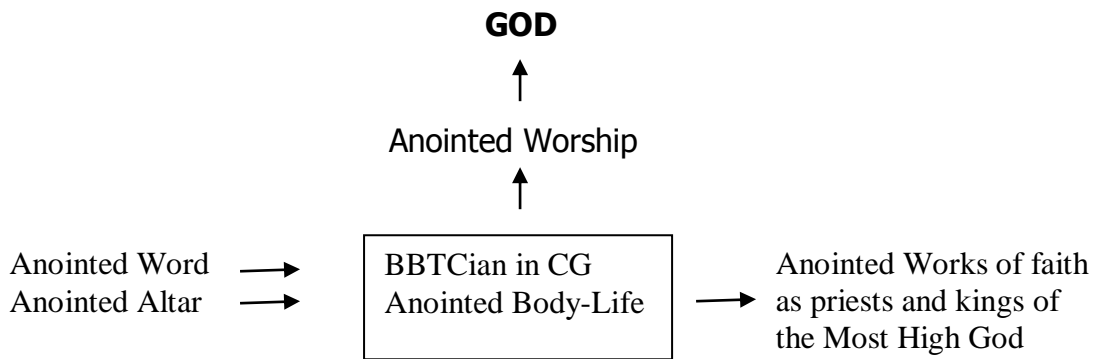 GOD
Anointed Worship
Anointed Word
Anointed Altar
BBTCian in CG
Anointed Body-Life
Anointed Works of faith
as priests and kings of
the Most High God